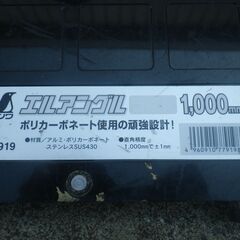 エルアングル
1,000mm
ポリカーボネート使用の頑強設計!
919
●材質/アルミ・ポリカーボネート
ステンレスSUS430
●直角精度
1,000mmで±1mm
4960910779198